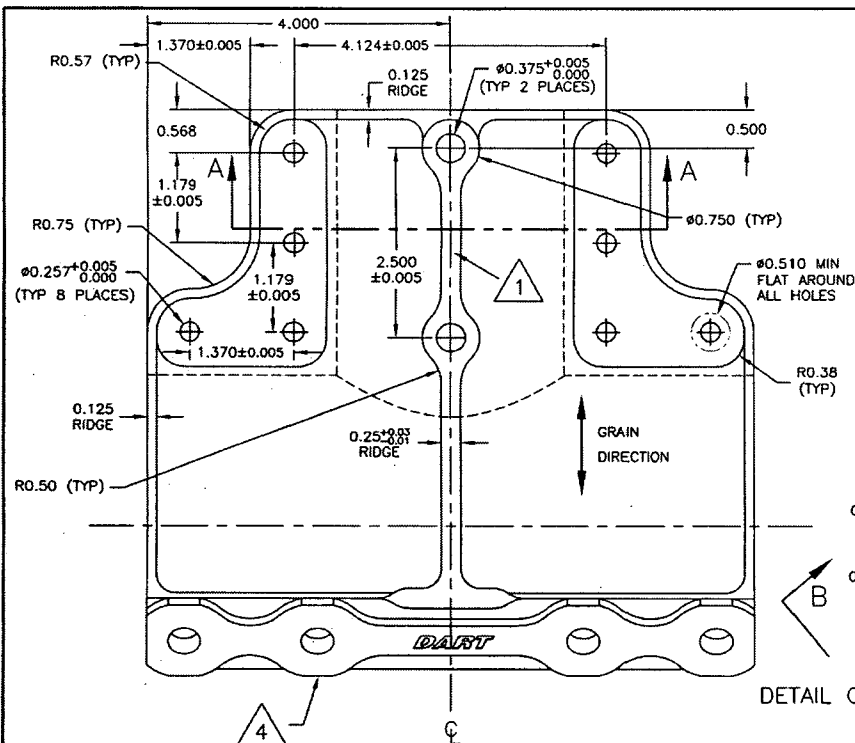 4.000
1.370±0.005
4.124±0.005
R0.57 (TYP)
0.125
RIDGE
ø0.375+0.005
0.000
(TYP 2 PLACES)
0.568
0.500
A
A
1.179
±0.005
R0.75 (TYP)
ø0.750 (TYP)
2.500
±0.005
1
ø0.257+0.005
0.000
(TYP 8 PLACES)
1.179
±0.005
ø0.510 MIN
FLAT AROUND
ALL HOLES
1.370±0.005
R0.38
(TYP)
0.125
RIDGE
0.25+0.03
-0.01
RIDGE
GRAIN
DIRECTION
R0.50 (TYP)
B
DART
DETAIL C
4
℄